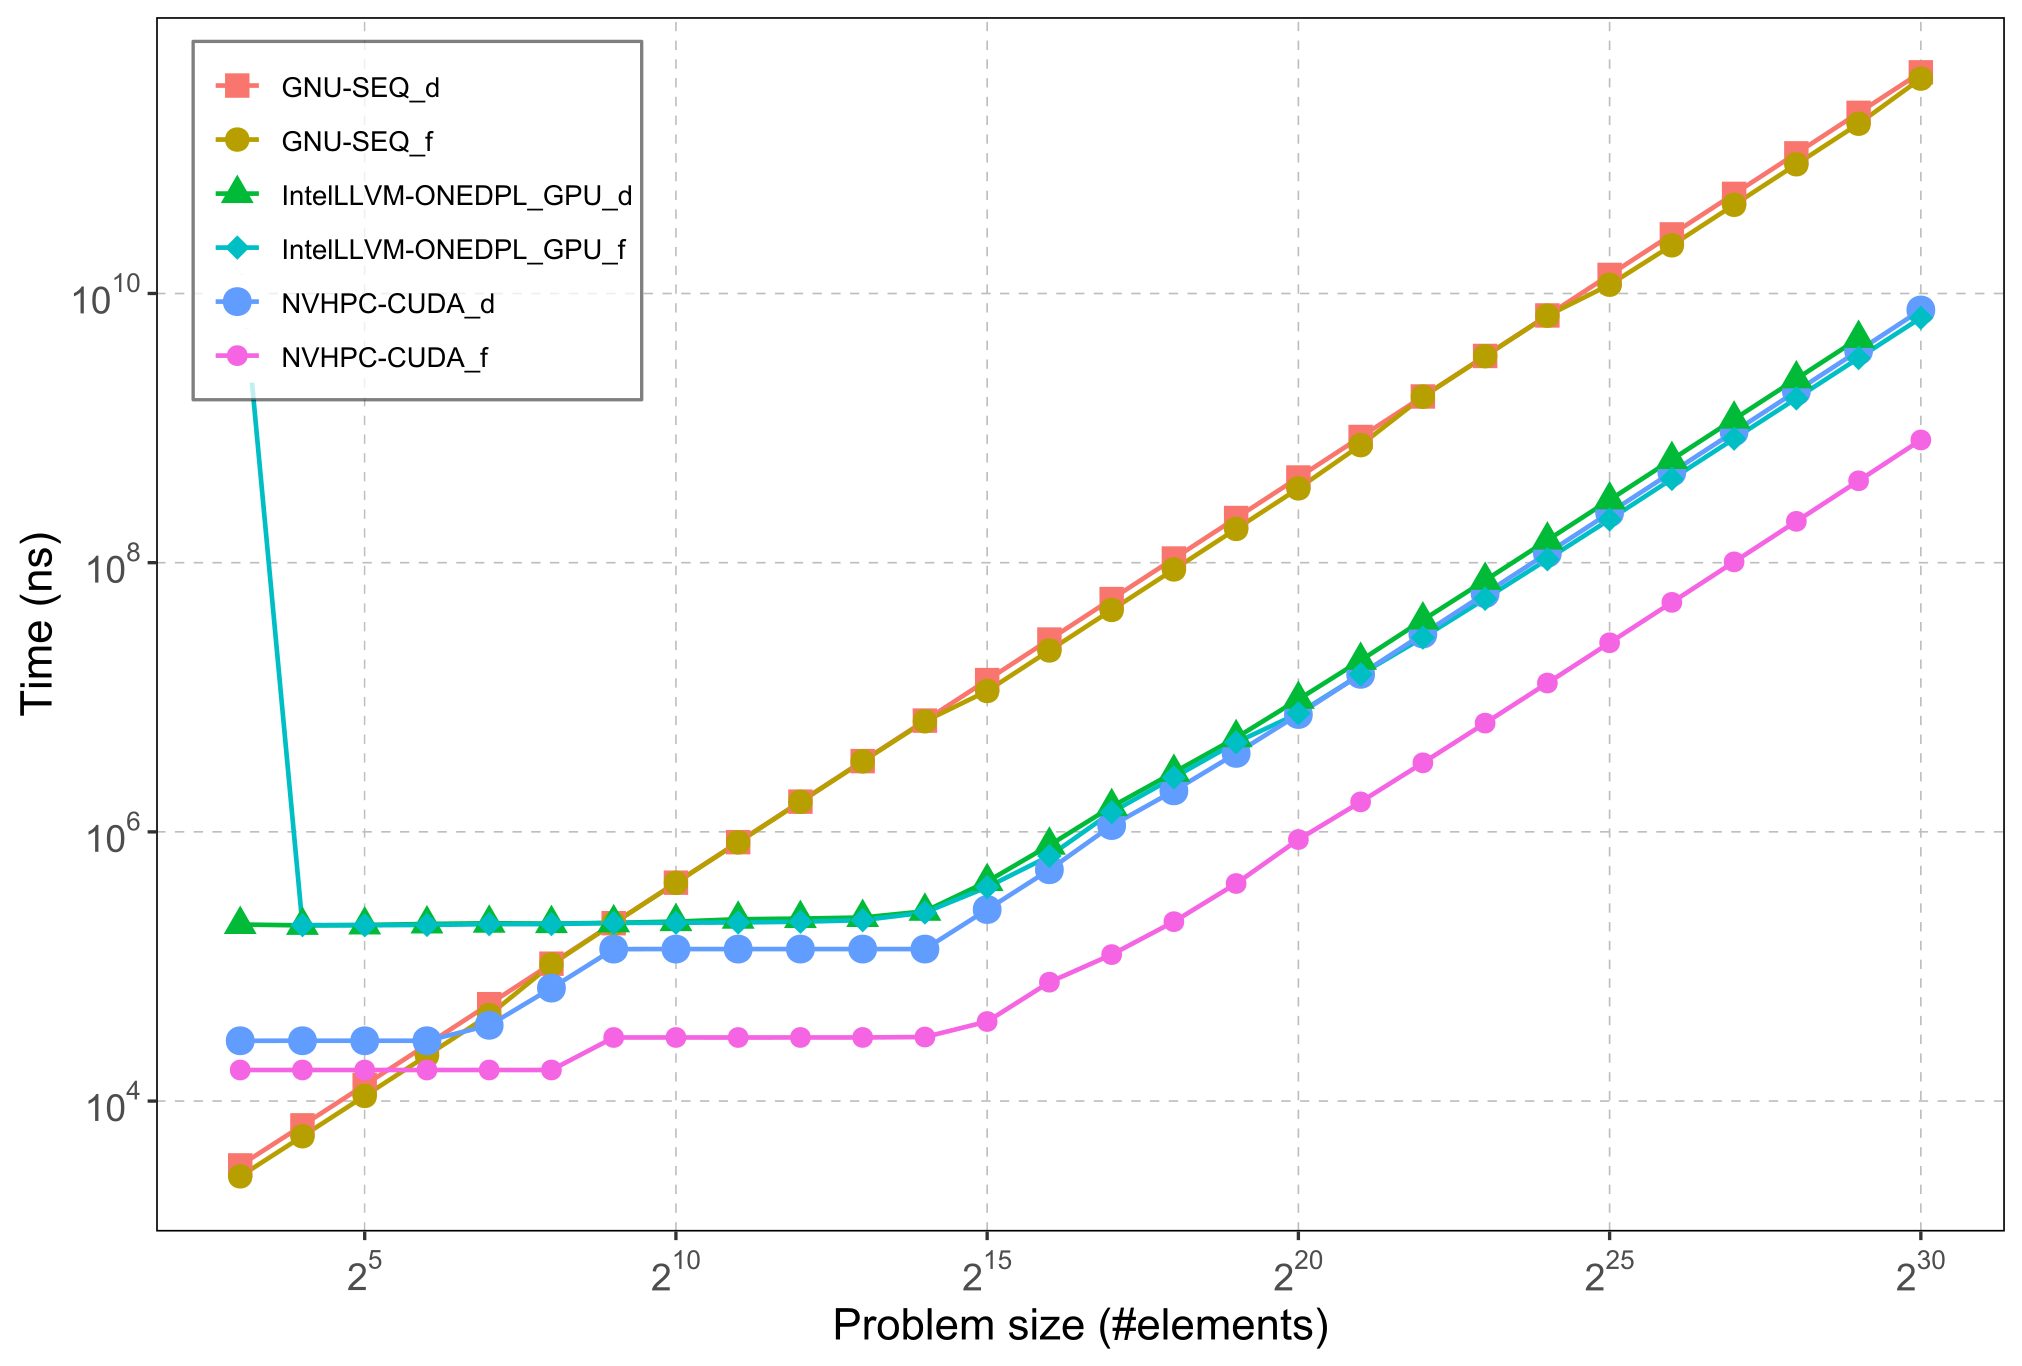 GNU-SEQ_d
GNU-SEQ_f
IntelLLVM-ONEDPL_GPU_d
IntelLLVM-ONEDPL_GPU_f
NVHPC-CUDA_d
NVHPC-CUDA_f
Time (ns)
10^10
10^8
10^6
10^4
2^5 2^10 2^15 2^20 2^25 2^30
Problem size (#elements)